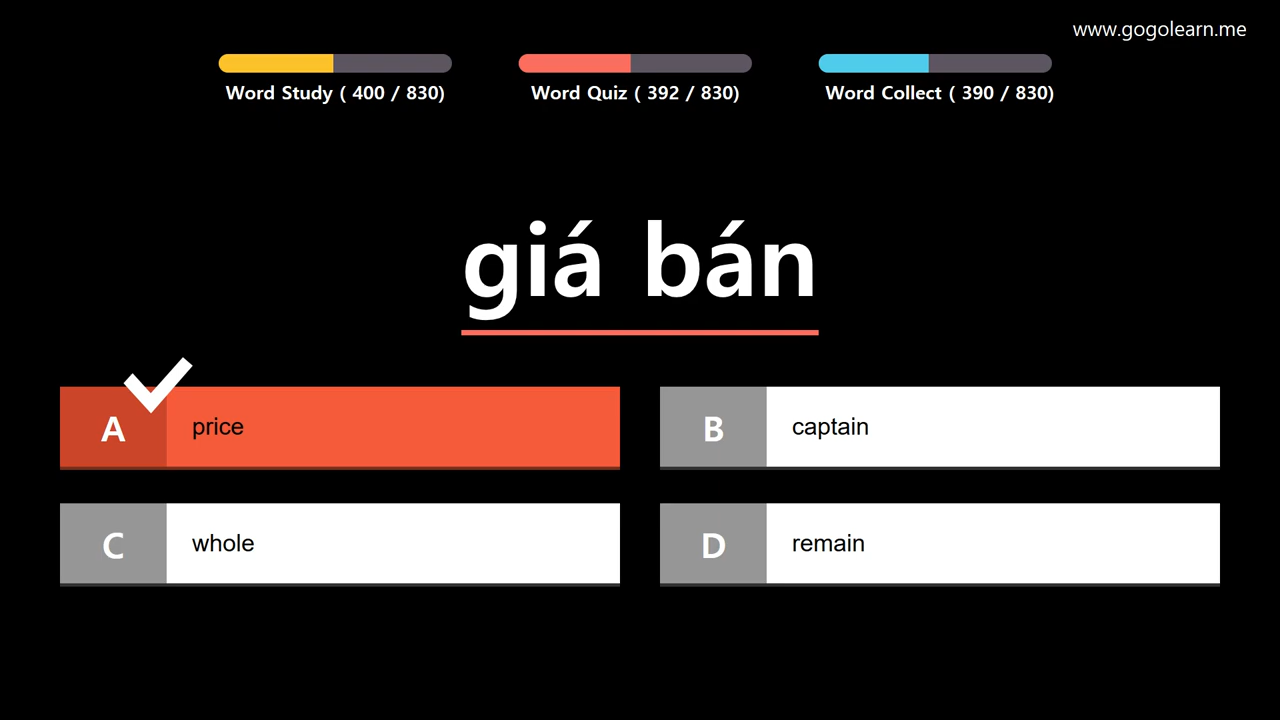 www.gogolearn.me
Word Study ( 400 / 830)
Word Quiz ( 392 / 830)
Word Collect ( 390 / 830)
giá bán
A price
B captain
C whole
D remain